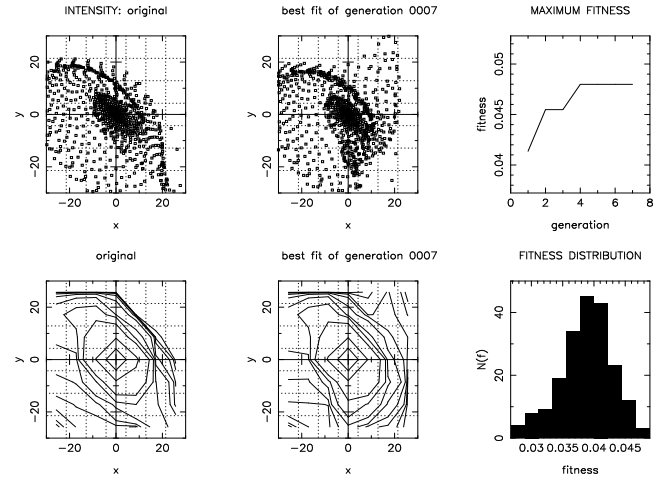 INTENSITY: original
best fit of generation 0007
MAXIMUM FITNESS
y
20
0
−20
−20
0
20
x
y
20
0
−20
−20
0
20
x
fitness
0.05
0.045
0.04
0
2
4
6
8
generation
original
best fit of generation 0007
FITNESS DISTRIBUTION
y
20
0
−20
−20
0
20
x
y
20
0
−20
−20
0
20
x
N(f)
40
20
0
0.03
0.035
0.04
0.045
fitness